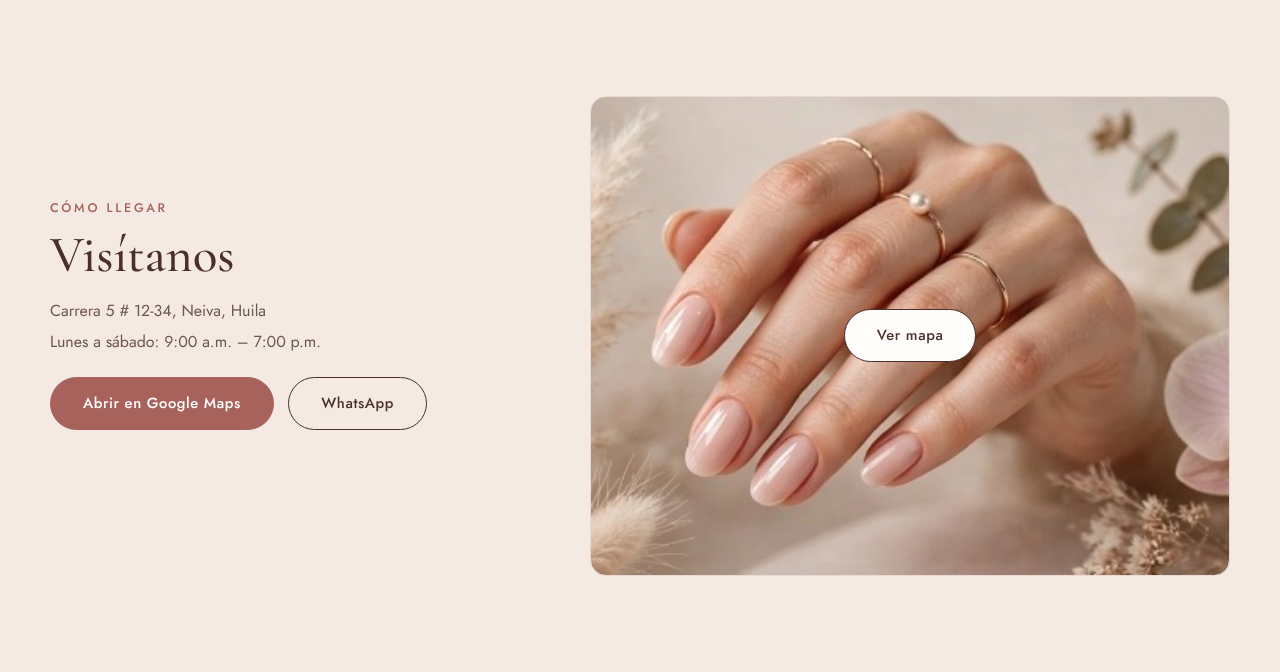 CÓMO LLEGAR
Visítanos
Carrera 5 # 12-34, Neiva, Huila
Lunes a sábado: 9:00 a.m. – 7:00 p.m.
Abrir en Google Maps
WhatsApp
Ver mapa